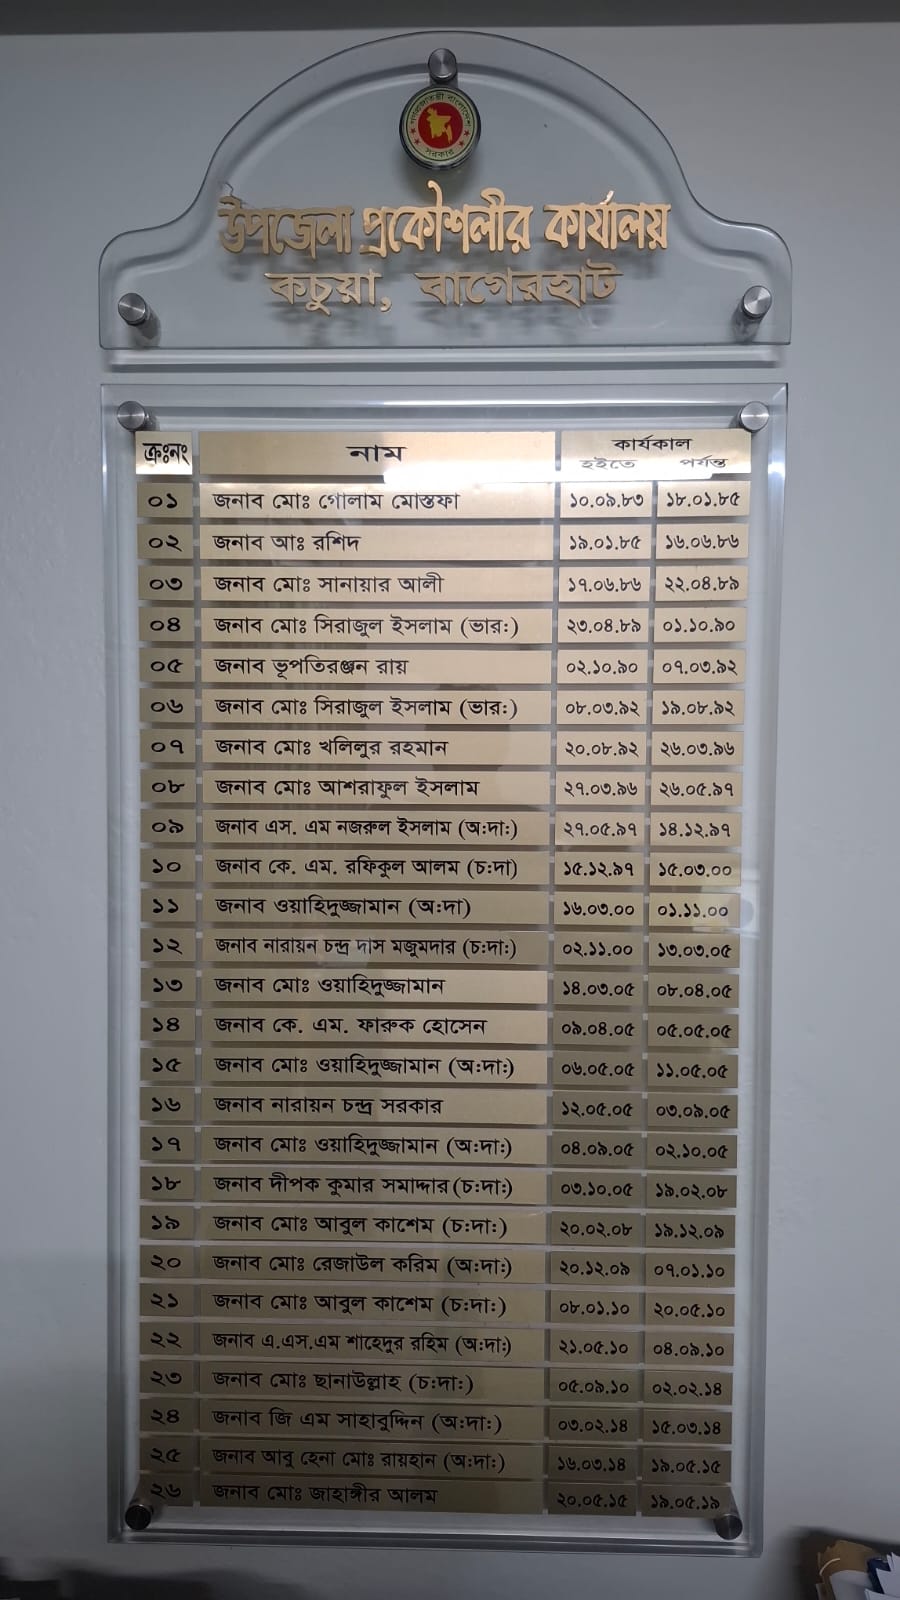 গণপ্রজাতন্ত্রী বাংলাদেশ
সরকার
উপজেলা প্রকৌশলীর কার্যালয়
কচুয়া, বাগেরহাট
ক্রঃনং নাম কার্যকাল
হইতে পর্যন্ত
০১ জনাব মোঃ গোলাম মোস্তফা ১০.০৯.৮৩ ১৮.০১.৮৫
০২ জনাব আঃ রশিদ ১৯.০১.৮৫ ১৬.০৬.৮৬
০৩ জনাব মোঃ সানায়ার আলী ১৭.০৬.৮৬ ২২.০৪.৮৯
০৪ জনাব মোঃ সিরাজুল ইসলাম (ভার:) ২৩.০৪.৮৯ ০১.১০.৯০
০৫ জনাব ভূপতিরঞ্জন রায় ০২.১০.৯০ ০৭.০৩.৯২
০৬ জনাব মোঃ সিরাজুল ইসলাম (ভার:) ০৮.০৩.৯২ ১৯.০৮.৯২
০৭ জনাব মোঃ খলিলুর রহমান ২০.০৮.৯২ ২৬.০৩.৯৬
০৮ জনাব মোঃ আশরাফুল ইসলাম ২৭.০৩.৯৬ ২৬.০৫.৯৭
০৯ জনাব এস. এম নজরুল ইসলাম (অ:দা:) ২৭.০৫.৯৭ ১৪.১২.৯৭
১০ জনাব কে. এম. রফিকুল আলম (চ:দা) ১৫.১২.৯৭ ১৫.০৩.০০
১১ জনাব ওয়াহিদুজ্জামান (অ:দা) ১৬.০৩.০০ ০১.১১.০০
১২ জনাব নারায়ন চন্দ্র দাস মজুমদার (চ:দা:) ০২.১১.০০ ১৩.০৩.০৫
১৩ জনাব মোঃ ওয়াহিদুজ্জামান ১৪.০৩.০৫ ০৮.০৪.০৫
১৪ জনাব কে. এম. ফারুক হোসেন ০৯.০৪.০৫ ০৫.০৫.০৫
১৫ জনাব মোঃ ওয়াহিদুজ্জামান (অ:দা:) ০৬.০৫.০৫ ১১.০৫.০৫
১৬ জনাব নারায়ন চন্দ্র সরকার ১২.০৫.০৫ ০৩.০৯.০৫
১৭ জনাব মোঃ ওয়াহিদুজ্জামান (অ:দা:) ০৪.০৯.০৫ ০২.১০.০৫
১৮ জনাব দীপক কুমার সমাদ্দার (চ:দা:) ০৩.১০.০৫ ১৯.০২.০৮
১৯ জনাব মোঃ আবুল কাশেম (চ:দা:) ২০.০২.০৮ ১৯.১২.০৯
২০ জনাব মোঃ রেজাউল করিম (অ:দা:) ২০.১২.০৯ ০৭.০১.১০
২১ জনাব মোঃ আবুল কাশেম (চ:দা:) ০৮.০১.১০ ২০.০৫.১০
২২ জনাব এ.এস.এম শাহেদুর রহিম (অ:দা:) ২১.০৫.১০ ০৪.০৯.১০
২৩ জনাব মোঃ ছানাউল্লাহ (চ:দা:) ০৫.০৯.১০ ০২.০২.১৪
২৪ জনাব জি এম সাহাবুদ্দিন (অ:দা:) ০৩.০২.১৪ ১৫.০৩.১৪
২৫ জনাব আবু হেনা মোঃ রায়হান (অ:দা:) ১৬.০৩.১৪ ১৯.০৫.১৫
২৬ জনাব মোঃ জাহাঙ্গীর আলম ২০.০৫.১৫ ১৯.০৫.১৯